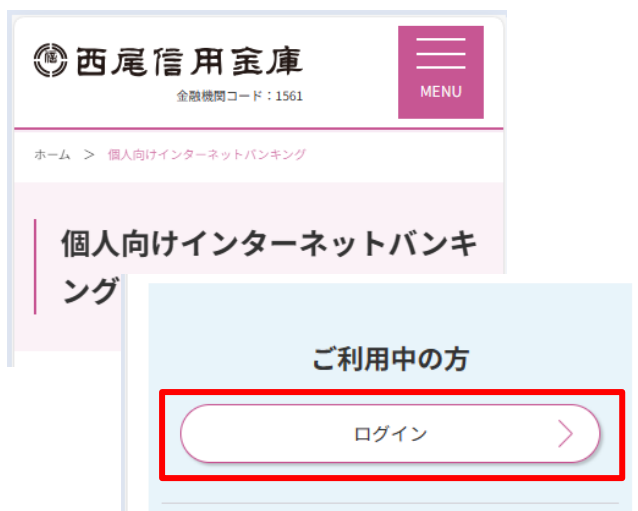 西尾信用金庫
金融機関コード：1561
MENU
ホーム ＞ 個人向けインターネットバンキング
個人向けインターネットバンキ
ング
ご利用中の方
ログイン